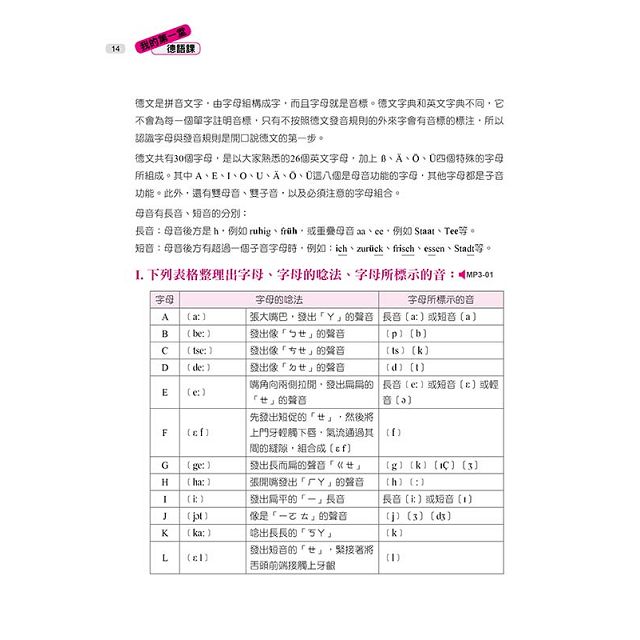 14
我的第一堂
德語課
德文是拼音文字，由字母組構成字，而且字母就是音標。德文字典和英文字典不同，它
不會為每一個單字註明音標，只有不按照德文發音規則的外來字會有音標的標注，所以
認識字母與發音規則是開□說德文的第一步。
德文共有30個字母，是以大家熟悉的26個英文字母，加上 ß、Ä、Ö、Ü四個特殊的字母
所組成。其中 A、E、I、O、U、Ä、Ö、Ü這八個是母音功能的字母，其他字母都是子音
功能。此外，還有雙母音、雙子音，以及必須注意的字母組合。
母音有長音、短音的分別：
長音：母音後方是 h，例如 ruhig、früh，或重疊母音 aa、ee，例如 Staat、Tee等。
短音：母音後方有超過一個子音字母時，例如：ich、zurück、frisch、essen、Stadt等。
1. 下列表格整理出字母、字母的唸法、字母所標示的音：MP3-01
字母 字母的唸法 字母所標示的音
A〔a:〕張大嘴巴，發出「ㄚ」的聲音 長音〔a:〕或短音〔a〕
B〔be:〕發出像「ㄅㄝ」的聲音〔p〕〔b〕
C〔tse:〕發出像「ㄘㄝ」的聲音〔ts〕〔k〕
D〔de:〕發出像「ㄉㄝ」的聲音〔d〕〔t〕
E〔e:〕嘴角向兩側拉開，發出扁扁的 長音〔e:〕或短音〔ε〕或輕
「ㄝ」的聲音 音〔ə〕
先發出短促的「ㄝ」，然後將
F〔ε f〕上門牙輕觸下唇，氣流通過其〔f〕
間的縫隙，組合成〔ε f〕
G〔ge:〕發出長而扁的聲音「ㄍㄝ」〔g〕〔k〕〔ıÇ〕〔ʒ〕
H〔ha:〕張開嘴發出「ㄏㄚ」的聲音〔h〕〔:〕
I〔i:〕發出扁平的「ㄧ」長音 長音〔i:〕或短音〔ı〕
J〔jɔt〕像是「ㄧㄛ ㄊ」的聲音〔j〕〔ʒ〕〔dʒ〕
K〔ka:〕唸出長長的「ㄎㄚ」〔k〕
L〔ε l〕發出短音的「ㄝ」，緊接著將〔l〕
舌頭前端接觸上牙齦